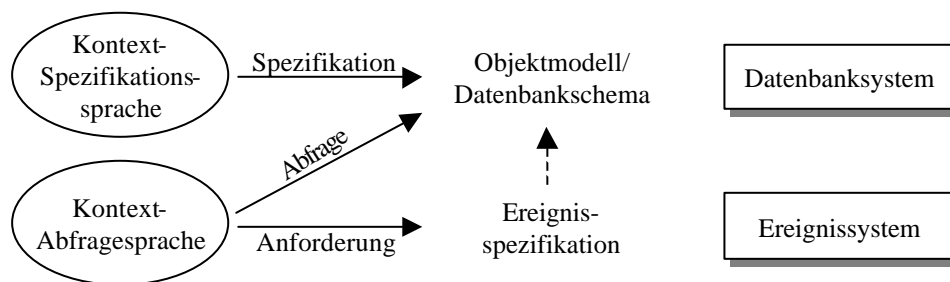 Kontext-
Spezifikations-
sprache
Spezifikation
Objektmodell/
Datenbankschema
Datenbanksystem
Abfrage
Kontext-
Abfragesprache
Anforderung
Ereignis-
spezifikation
Ereignissystem